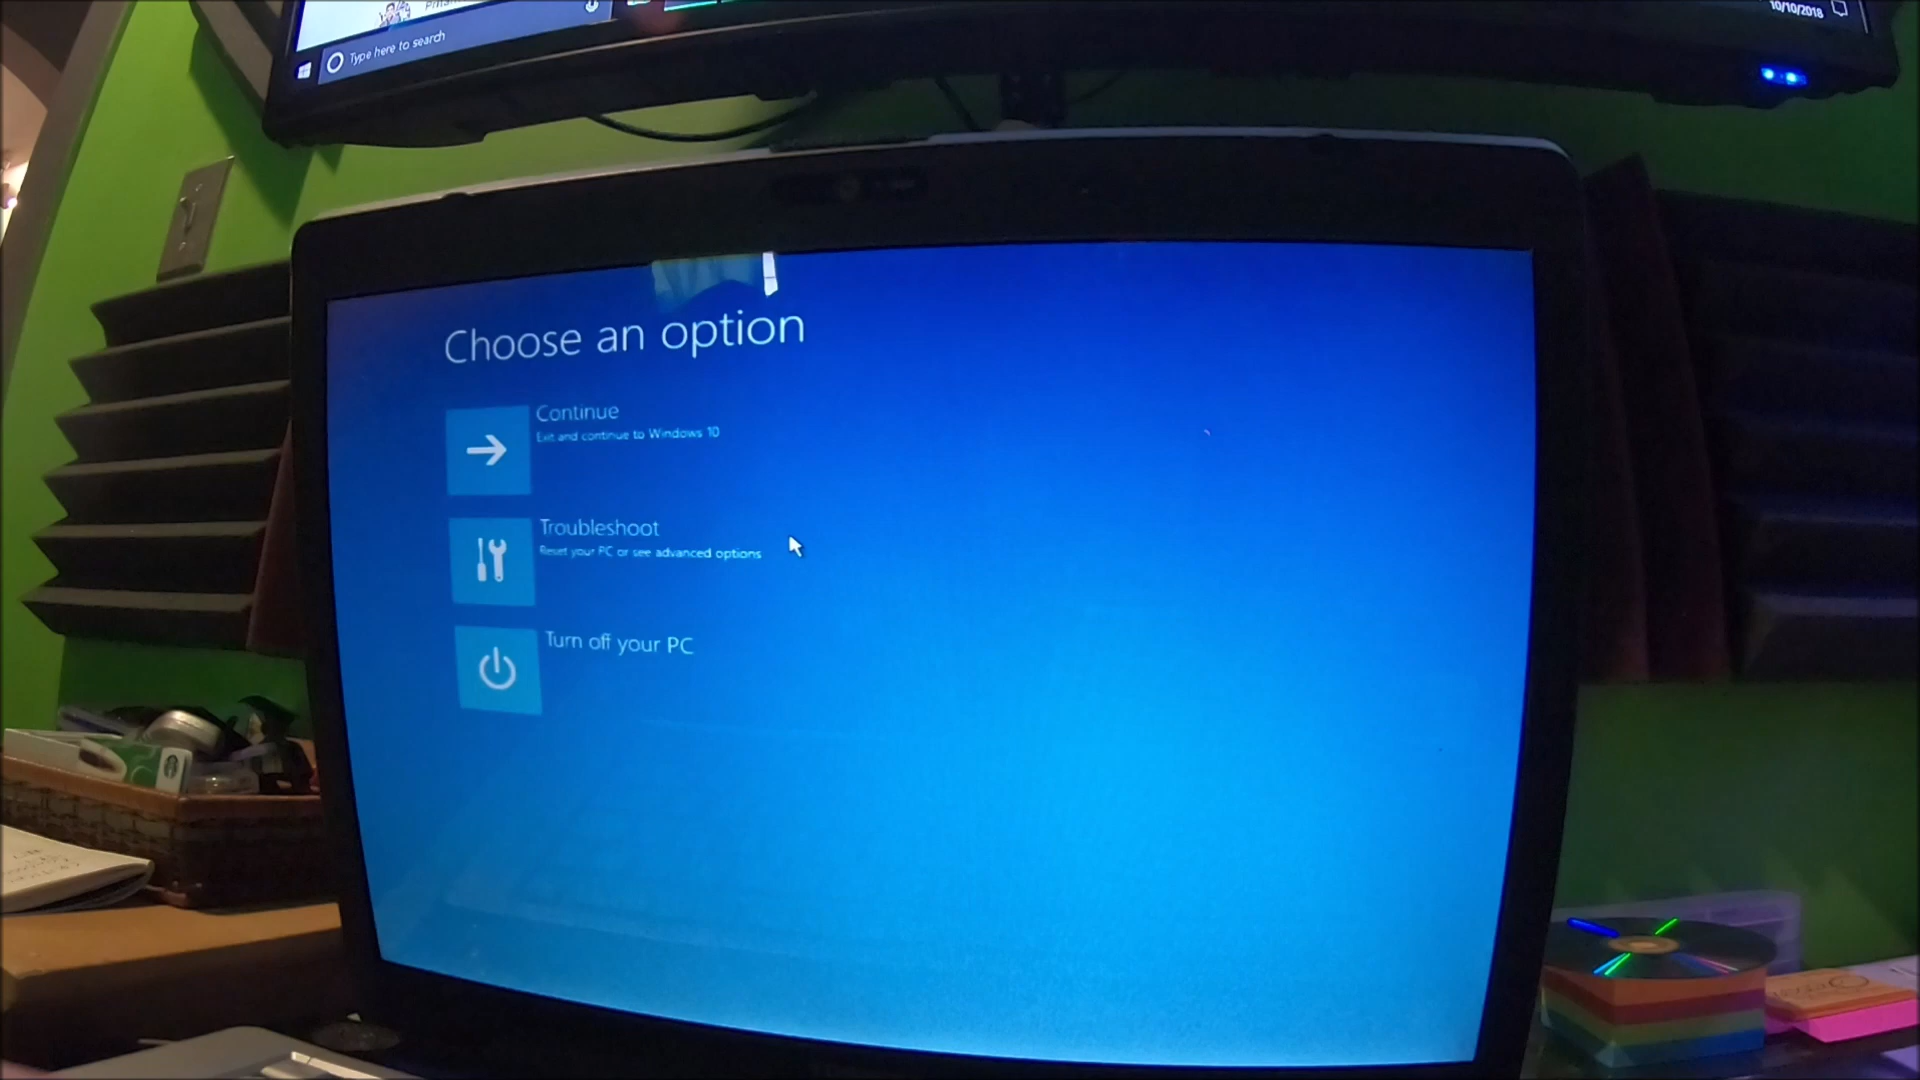 Type here to search
10/10/2018
Choose an option
Continue
Exit and continue to Windows 10
Troubleshoot
Reset your PC or see advanced options
Turn off your PC